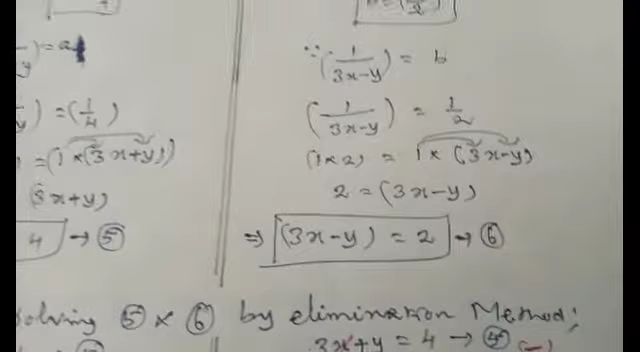 y) = a
∵ (1/(3x-y)) = b
y) = (1/4)
(1/(3x-y)) = 1/2
= (1 × (3x+y))
(1×2) = 1 × (3x-y)
3x+y)
2 = (3x-y)
4 → ⑤
⇒ (3x-y) = 2 → ⑥
solving ⑤ × ⑥ by elimination Method;
3x+y = 4 → ⑤ (-)